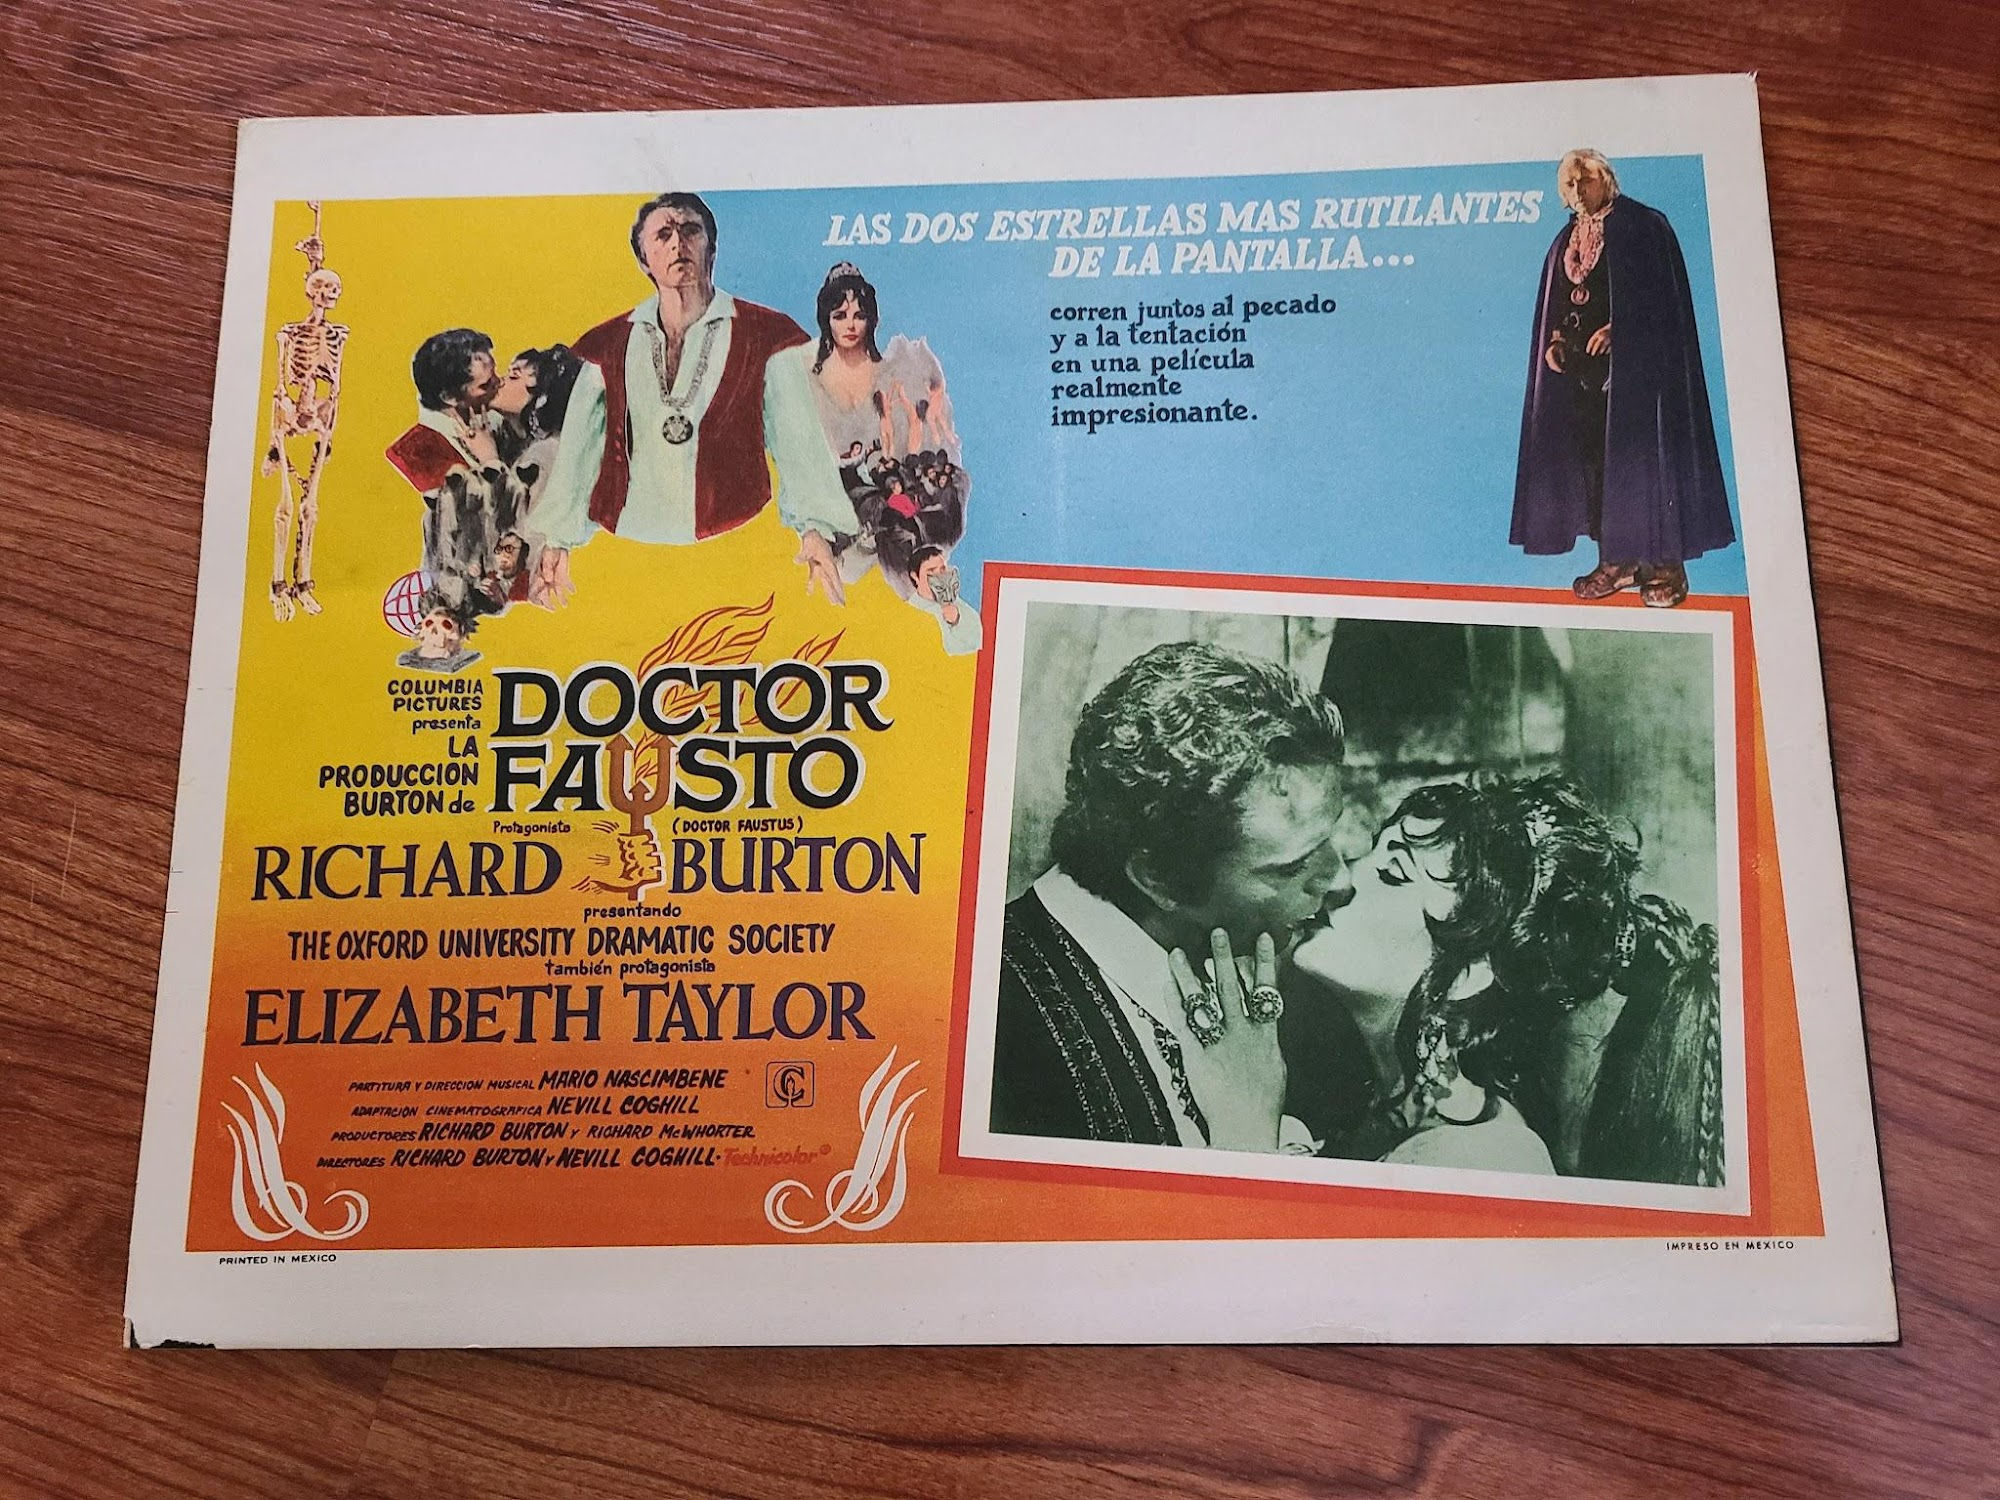 LAS DOS ESTRELLAS MAS RUTILANTES
DE LA PANTALLA...
corren juntos al pecado
y a la tentación
en una película
realmente
impresionante.
COLUMBIA
PICTURES
presenta
LA
PRODUCCION
BURTON de
DOCTOR
FAUSTO
(DOCTOR FAUSTUS)
Protagonista
RICHARD BURTON
presentando
THE OXFORD UNIVERSITY DRAMATIC SOCIETY
también protagonista
ELIZABETH TAYLOR
PARTITURA Y DIRECCION MUSICAL MARIO NASCIMBENE
ADAPTACION CINEMATOGRAFICA NEVILL COGHILL
PRODUCTORES RICHARD BURTON Y RICHARD McWHORTER
DIRECTORES RICHARD BURTON Y NEVILL COGHILL · Technicolor®
C
PRINTED IN MEXICO
IMPRESO EN MEXICO